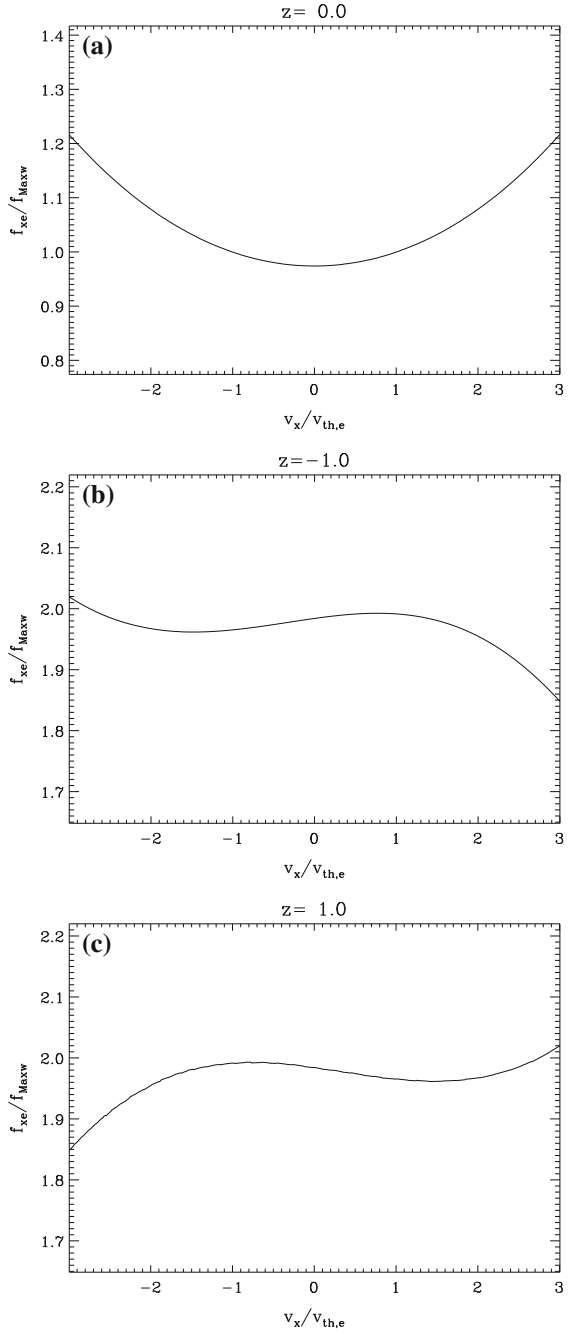 z= 0.0
(a)
1.4
1.3
1.2
1.1
1.0
0.9
0.8
f_xe/f_Maxw
-2 -1 0 1 2 3
v_x/v_th,e
z=-1.0
(b)
2.2
2.1
2.0
1.9
1.8
1.7
f_xe/f_Maxw
-2 -1 0 1 2 3
v_x/v_th,e
z= 1.0
(c)
2.2
2.1
2.0
1.9
1.8
1.7
f_xe/f_Maxw
-2 -1 0 1 2 3
v_x/v_th,e